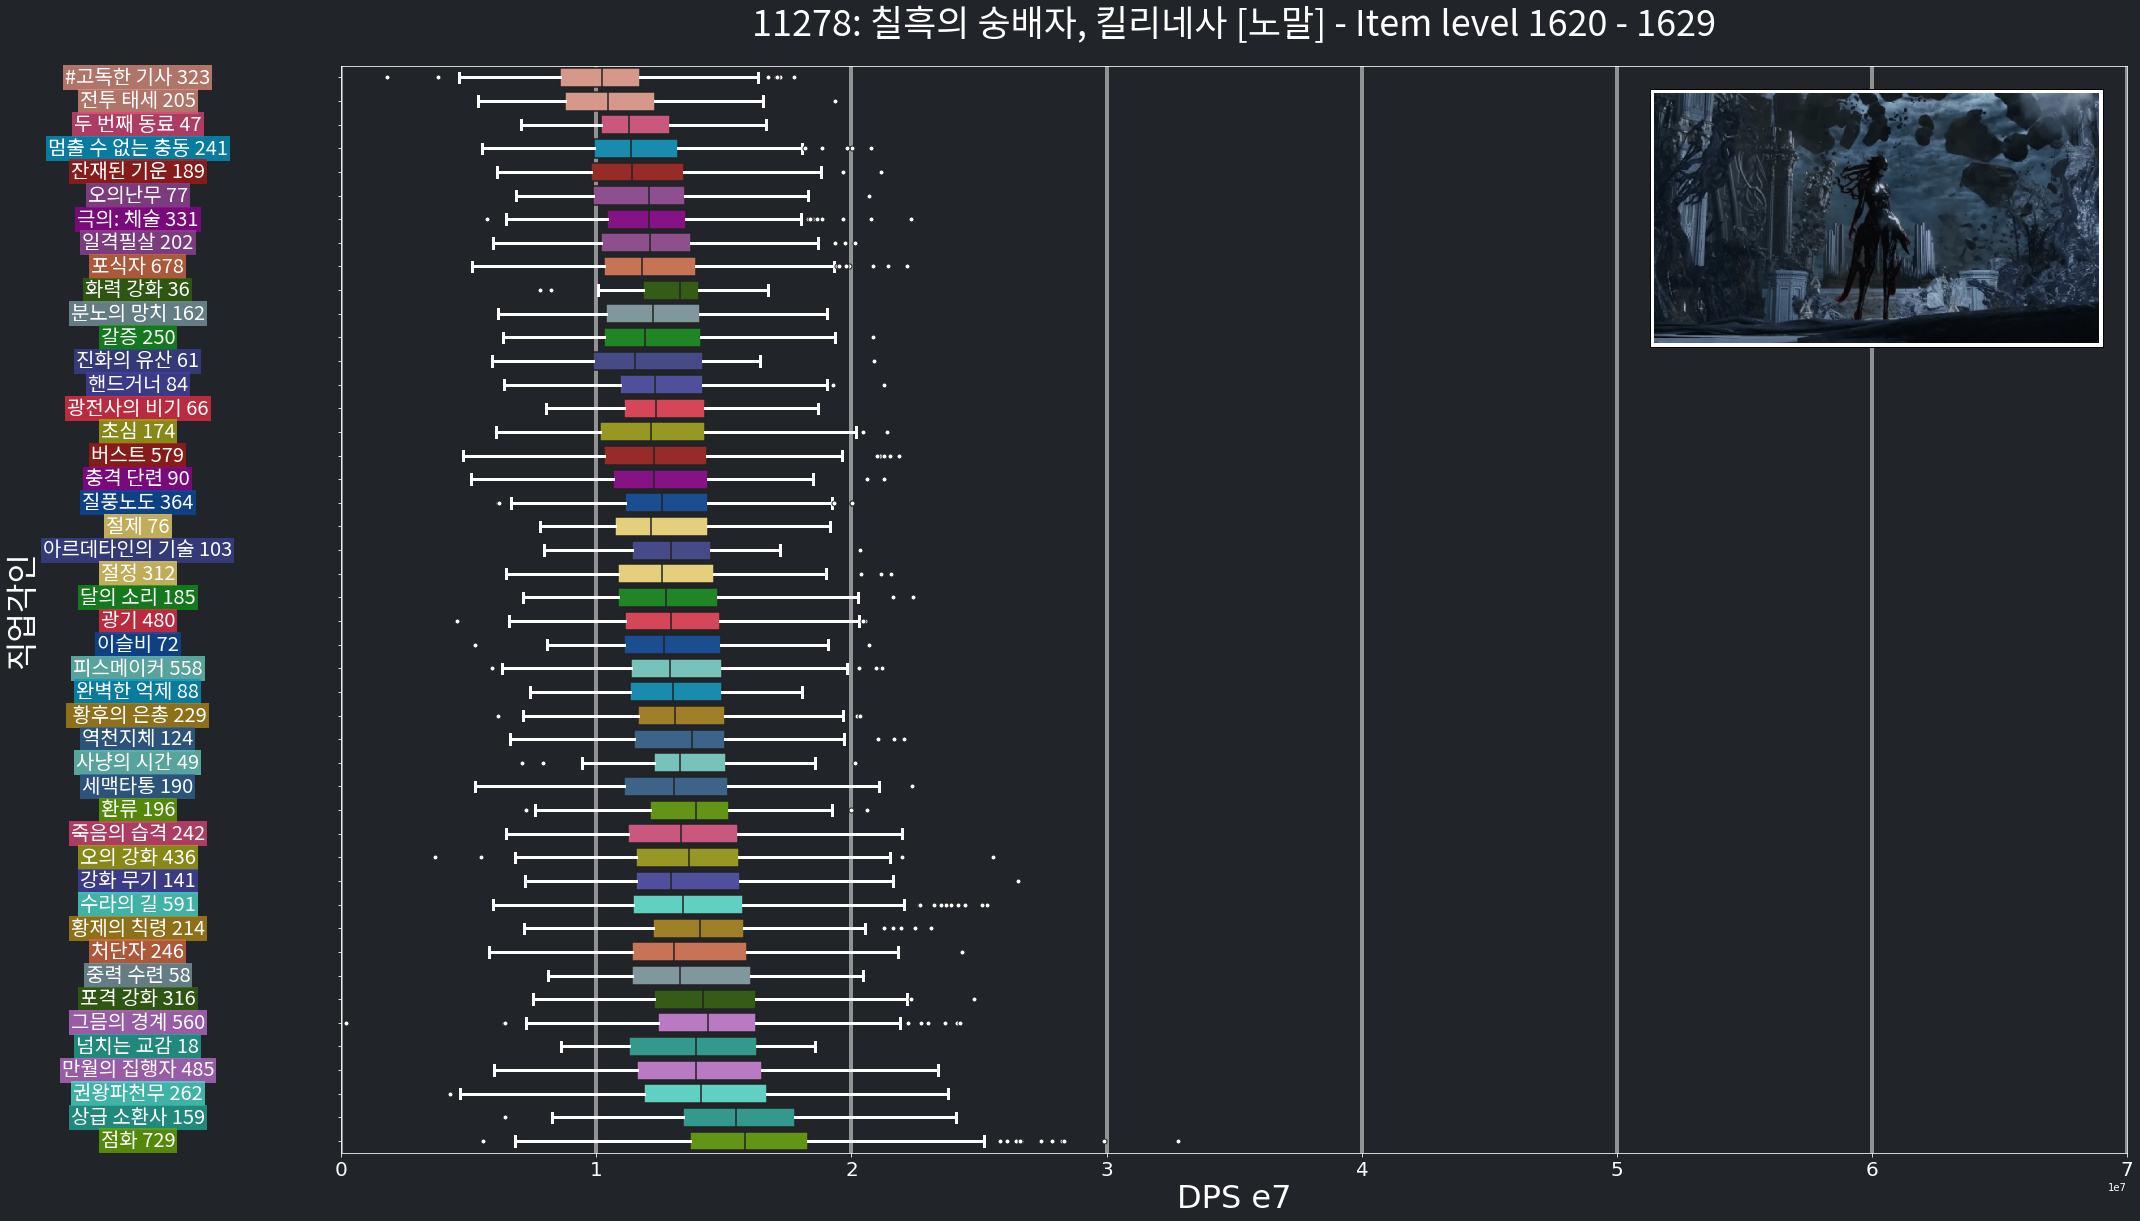 11278: 칠흑의 숭배자, 킬리네사 [노말] - Item level 1620 - 1629
#고독한 기사 323
전투 태세 205
두 번째 동료 47
멈출 수 없는 충동 241
잔재된 기운 189
오의난무 77
극의: 체술 331
일격필살 202
포식자 678
화력 강화 36
분노의 망치 162
갈증 250
진화의 유산 61
핸드거너 84
광전사의 비기 66
초심 174
버스트 579
충격 단련 90
질풍노도 364
절제 76
아르데타인의 기술 103
절정 312
달의 소리 185
광기 480
이슬비 72
피스메이커 558
완벽한 억제 88
황후의 은총 229
역천지체 124
사냥의 시간 49
세맥타통 190
환류 196
죽음의 습격 242
오의 강화 436
강화 무기 141
수라의 길 591
황제의 칙령 214
처단자 246
중력 수련 58
포격 강화 316
그믐의 경계 560
넘치는 교감 18
만월의 집행자 485
권왕파천무 262
상급 소환사 159
점화 729
직업각인
0 1 2 3 4 5 6 7
1e7
DPS e7